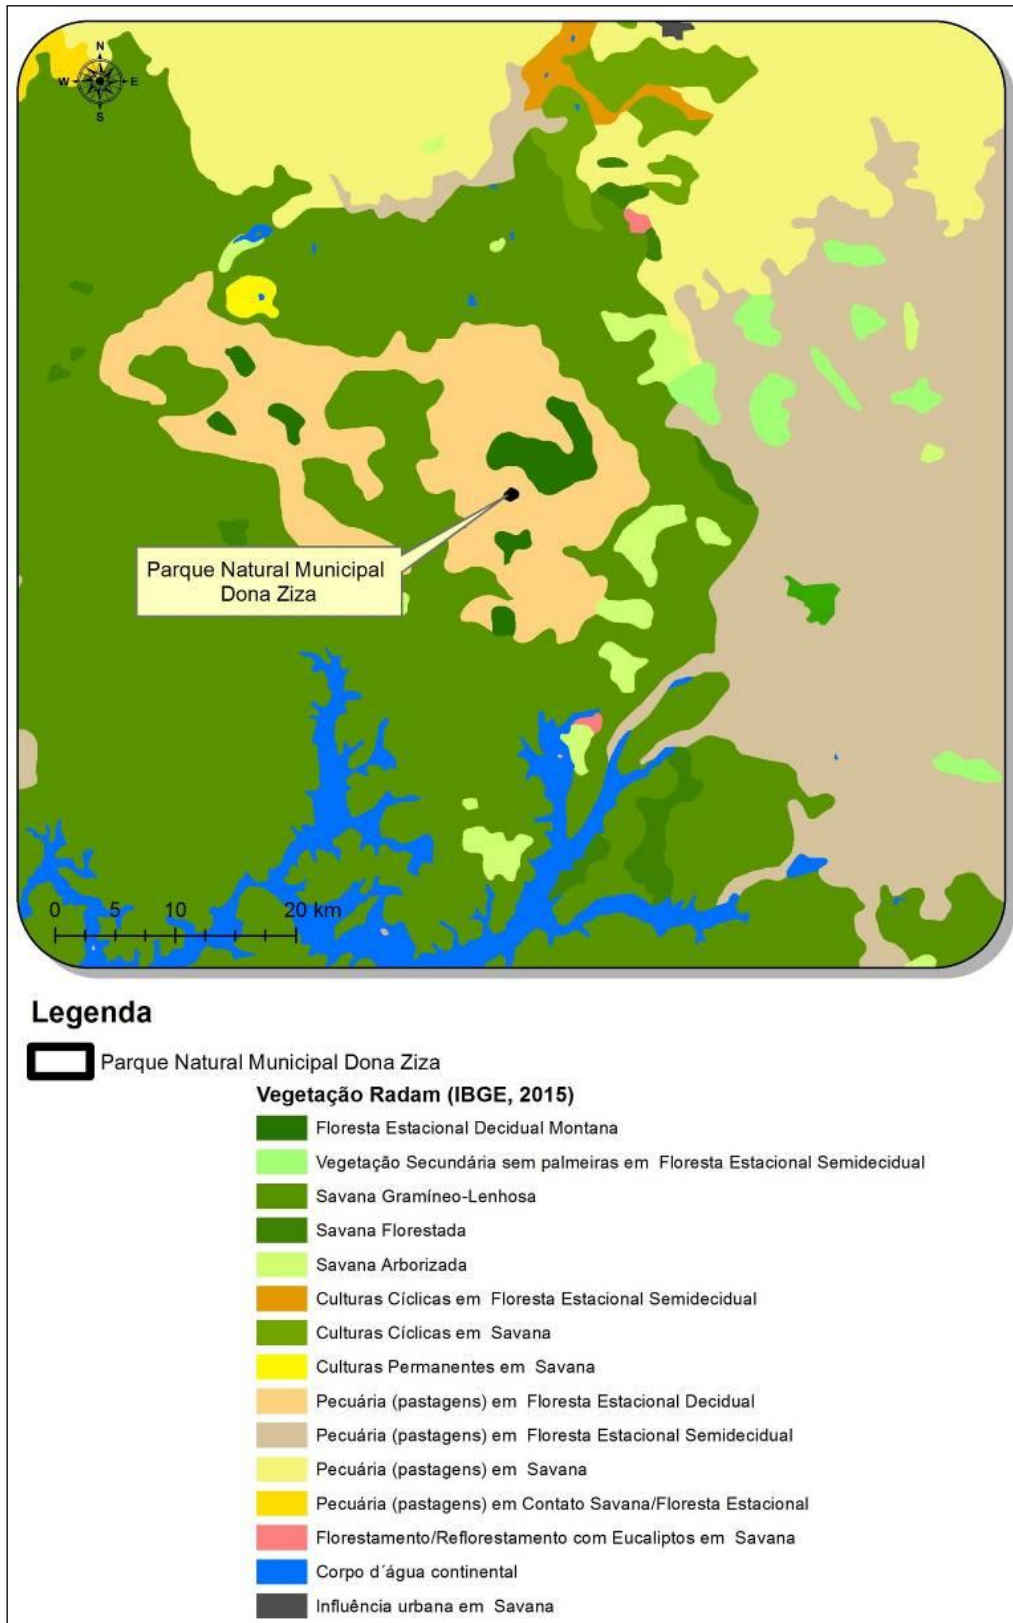 N
W E
S
Parque Natural Municipal
Dona Ziza
0 5 10 20 km
Legenda
Parque Natural Municipal Dona Ziza
Vegetação Radam (IBGE, 2015)
Floresta Estacional Decidual Montana
Vegetação Secundária sem palmeiras em Floresta Estacional Semidecidual
Savana Gramíneo-Lenhosa
Savana Florestada
Savana Arborizada
Culturas Cíclicas em Floresta Estacional Semidecidual
Culturas Cíclicas em Savana
Culturas Permanentes em Savana
Pecuária (pastagens) em Floresta Estacional Decidual
Pecuária (pastagens) em Floresta Estacional Semidecidual
Pecuária (pastagens) em Savana
Pecuária (pastagens) em Contato Savana/Floresta Estacional
Florestamento/Reflorestamento com Eucaliptos em Savana
Corpo d´água continental
Influência urbana em Savana